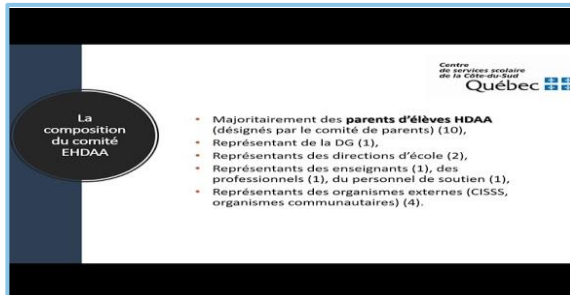 Centre
de services scolaire
de la Côte-du-Sud
Québec
La
composition
du comité
EHDAA
• Majoritairement des parents d'élèves HDAA
(désignés par le comité de parents) (10),
• Représentant de la DG (1),
• Représentants des directions d'école (2),
• Représentants des enseignants (1), des
professionnels (1), du personnel de soutien (1),
• Représentants des organismes externes (CISSS,
organismes communautaires) (4).